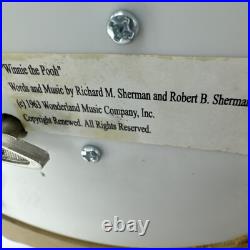 "Winnie the Pooh"
Words and Music by Richard M. Sherman and Robert B. Sherman
(c) 1963 Wonderland Music Company, Inc.
Copyright Renewed. All Rights Reserved.